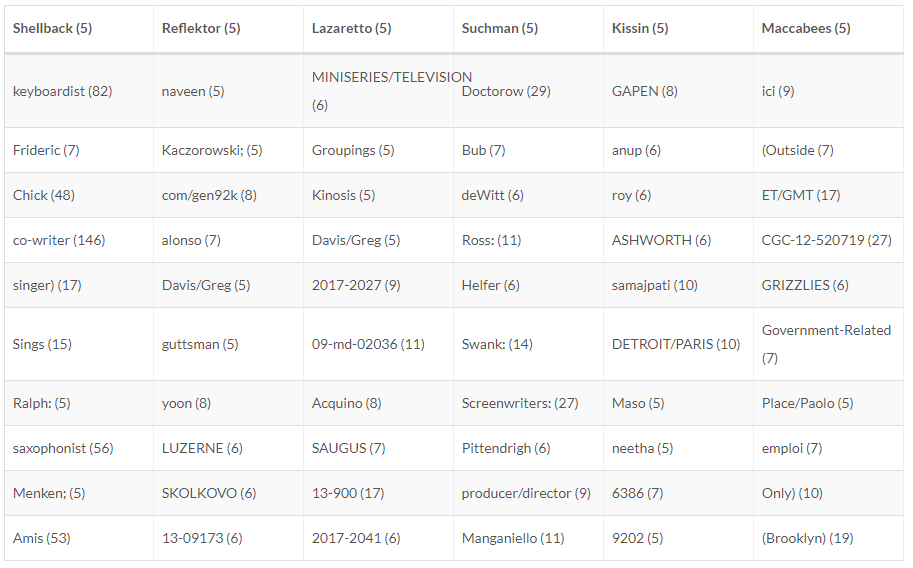 Shellback (5) Reflektor (5) Lazaretto (5) Suchman (5) Kissin (5) Maccabees (5)
keyboardist (82) naveen (5) MINISERIES/TELEVISION (6) Doctorow (29) GAPEN (8) ici (9)
Frideric (7) Kaczorowski; (5) Groupings (5) Bub (7) anup (6) (Outside (7)
Chick (48) com/gen92k (8) Kinosis (5) deWitt (6) roy (6) ET/GMT (17)
co-writer (146) alonso (7) Davis/Greg (5) Ross: (11) ASHWORTH (6) CGC-12-520719 (27)
singer) (17) Davis/Greg (5) 2017-2027 (9) Helfer (6) samajpati (10) GRIZZLIES (6)
Sings (15) guttsman (5) 09-md-02036 (11) Swank: (14) DETROIT/PARIS (10) Government-Related (7)
Ralph: (5) yoon (8) Acquino (8) Screenwriters: (27) Maso (5) Place/Paolo (5)
saxophonist (56) LUZERNE (6) SAUGUS (7) Pittendrigh (6) neetha (5) emploi (7)
Menken; (5) SKOLKOVO (6) 13-900 (17) producer/director (9) 6386 (7) Only) (10)
Amis (53) 13-09173 (6) 2017-2041 (6) Manganiello (11) 9202 (5) (Brooklyn) (19)